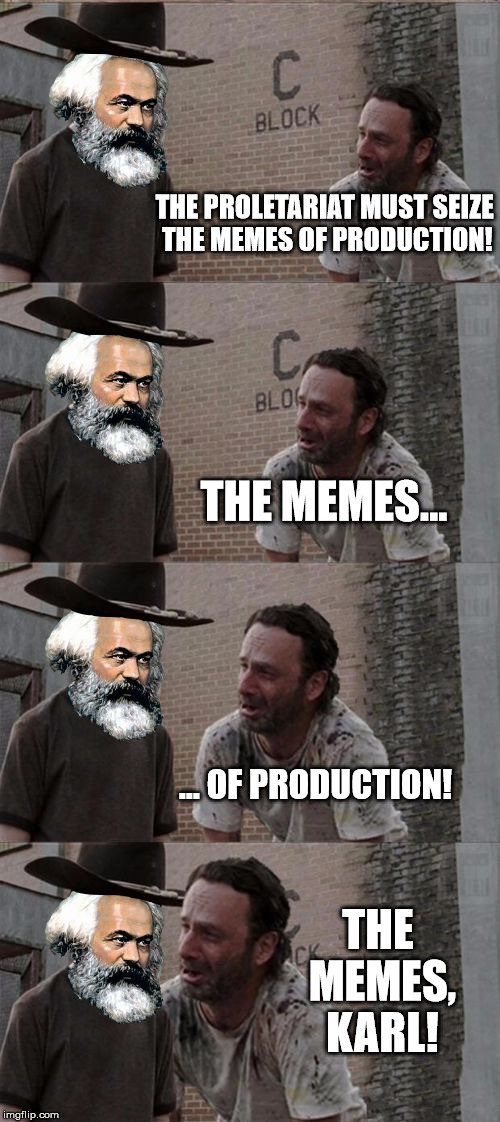 C
BLOCK
THE PROLETARIAT MUST SEIZE
THE MEMES OF PRODUCTION!
C
BLO
THE MEMES...
... OF PRODUCTION!
CK
THE
MEMES,
KARL!
imgflip.com